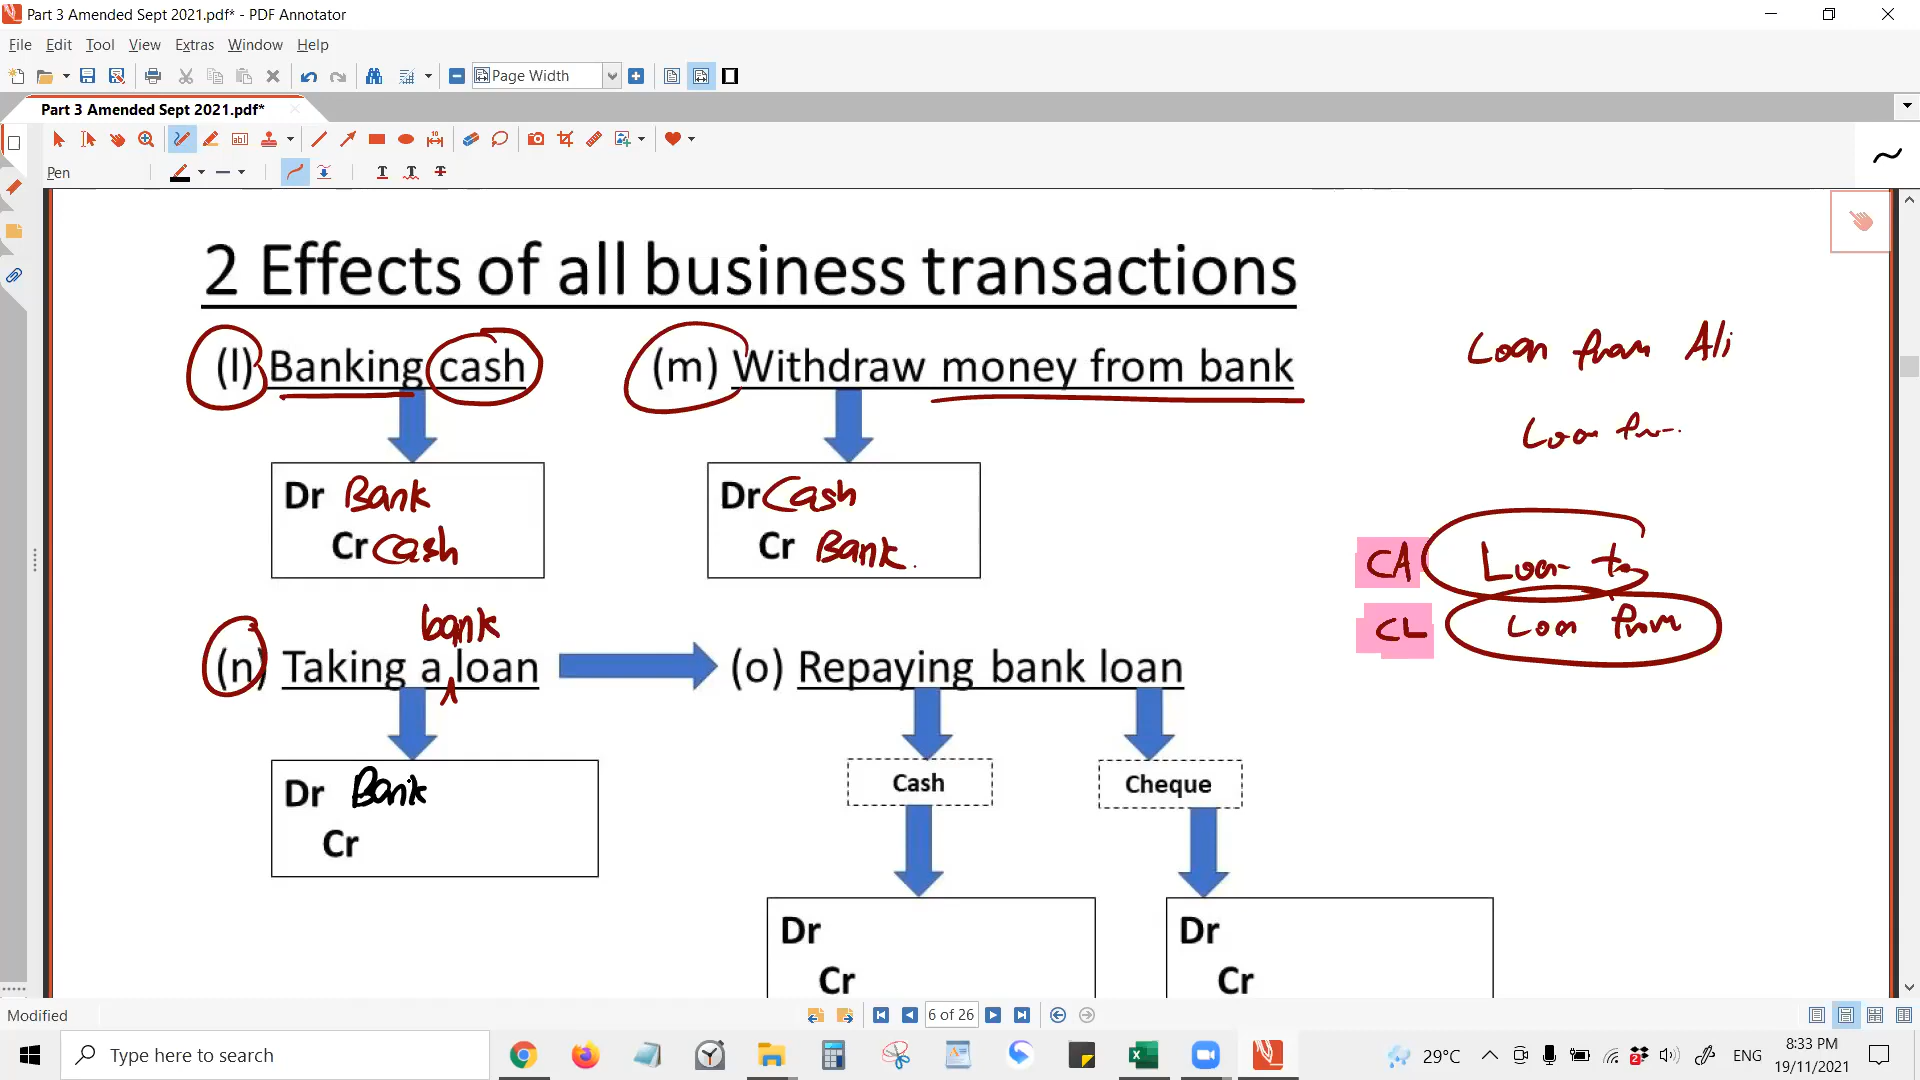 Part 3 Amended Sept 2021.pdf* - PDF Annotator
File Edit Tool View Extras Window Help
Page Width
Part 3 Amended Sept 2021.pdf*
Pen
2 Effects of all business transactions
(l) Banking cash
(m) Withdraw money from bank
Loan from Ali
Loan
Dr Bank
Cr Cash
Dr Cash
Cr Bank.
CA Loan to
CL Loan from
bank
(n) Taking a loan
(o) Repaying bank loan
Cash
Cheque
Dr Bank
Cr
Dr
Cr
Dr
Cr
Modified
6 of 26
Type here to search
29°C
ENG
8:33 PM
19/11/2021